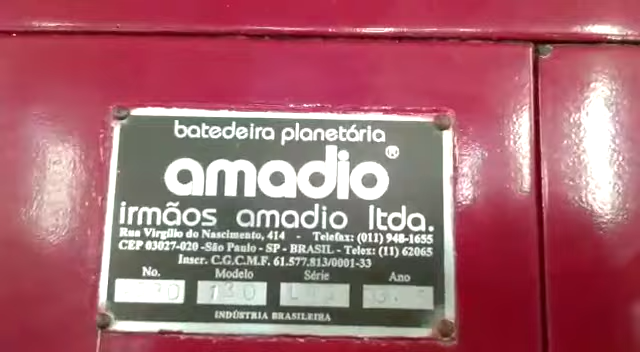 batedeira planetária
amadio®
irmãos amadio ltda.
Rua Virgílio do Nascimento, 414 - Telefax: (011) 948-1655
CEP 03027-020 -São Paulo - SP - BRASIL - Telex: (11) 62065
Inscr. C.G.C.M.F. 61.577.813/0001-33
No. Modelo Série Ano
130
INDÚSTRIA BRASILEIRA